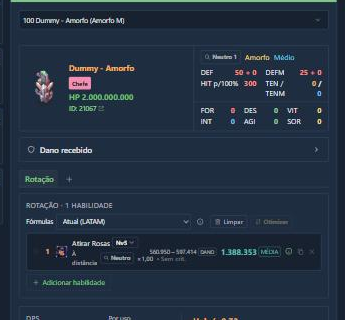 100 Dummy - Amorfo (Amorfo M)
Dummy - Amorfo
Chefe
HP 2.000.000.000
ID: 21067
Neutro 1 Amorfo Médio
DEF 50 + 0 DEFM 25 + 0
HIT p/100% 300 TEN / TENM 0 / 0
FOR 0 DES 0 VIT 0
INT 0 AGI 0 SOR 0
Dano recebido
Rotação +
ROTAÇÃO · 1 HABILIDADE
Fórmulas Atual (LATAM) Limpar Otimizar
1 Atirar Rosas Nv5
À distância Neutro x1,00 • Sem crít.
560.950 – 597.414 DANO 1.388.353 MÉDIA
+ Adicionar habilidade
DPS Por uso